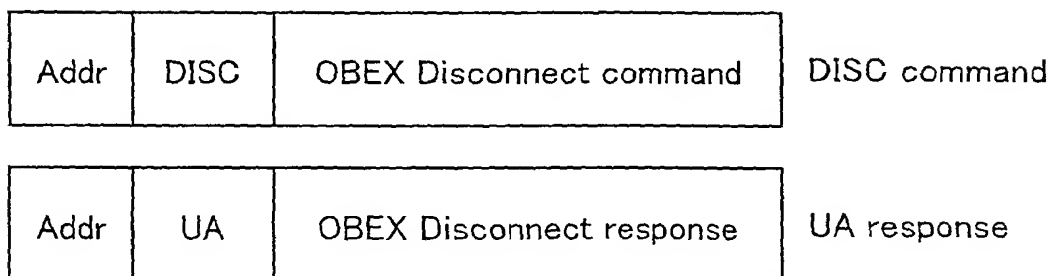 Addr DISC OBEX Disconnect command DISC command
Addr UA OBEX Disconnect response UA response